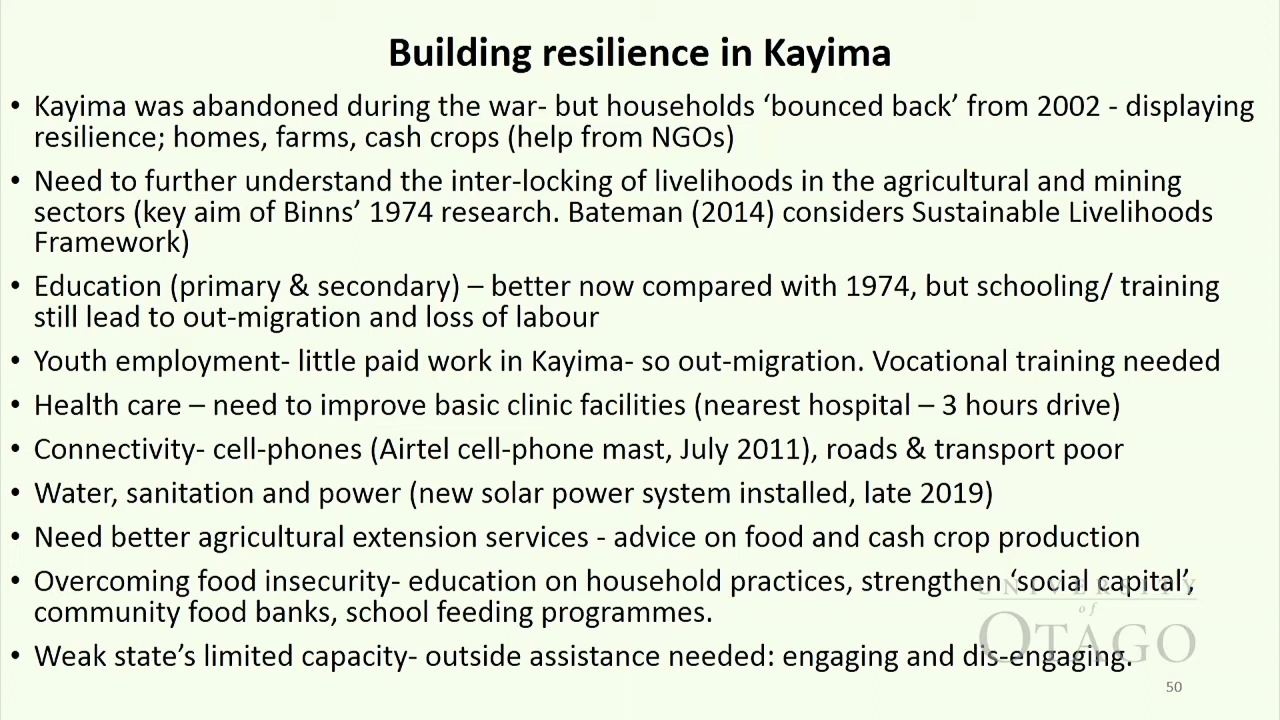 Building resilience in Kayima
• Kayima was abandoned during the war- but households ‘bounced back’ from 2002 - displaying
resilience; homes, farms, cash crops (help from NGOs)
• Need to further understand the inter-locking of livelihoods in the agricultural and mining
sectors (key aim of Binns’ 1974 research. Bateman (2014) considers Sustainable Livelihoods
Framework)
• Education (primary & secondary) – better now compared with 1974, but schooling/ training
still lead to out-migration and loss of labour
• Youth employment- little paid work in Kayima- so out-migration. Vocational training needed
• Health care – need to improve basic clinic facilities (nearest hospital – 3 hours drive)
• Connectivity- cell-phones (Airtel cell-phone mast, July 2011), roads & transport poor
• Water, sanitation and power (new solar power system installed, late 2019)
• Need better agricultural extension services - advice on food and cash crop production
• Overcoming food insecurity- education on household practices, strengthen ‘social capital’,
community food banks, school feeding programmes.
• Weak state’s limited capacity- outside assistance needed: engaging and dis-engaging.
UNIVERSITY
of
OTAGO
50